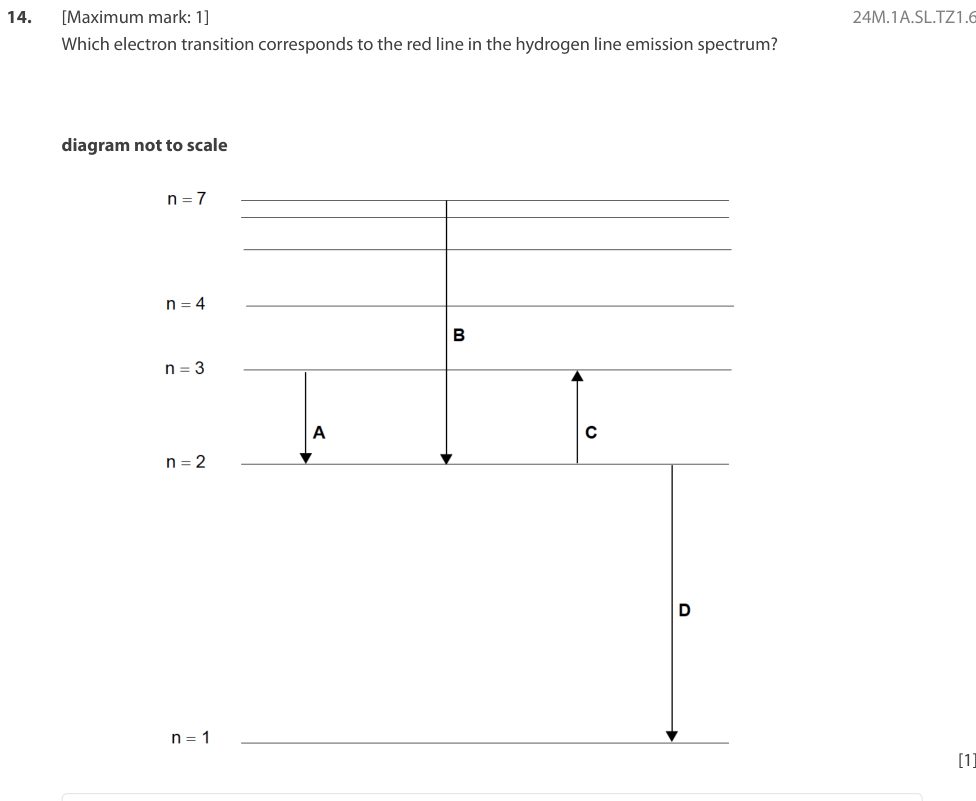 14. [Maximum mark: 1] 24M.1A.SL.TZ1.6
Which electron transition corresponds to the red line in the hydrogen line emission spectrum?
diagram not to scale
n = 7
n = 4
B
n = 3
A
C
n = 2
D
n = 1
[1]